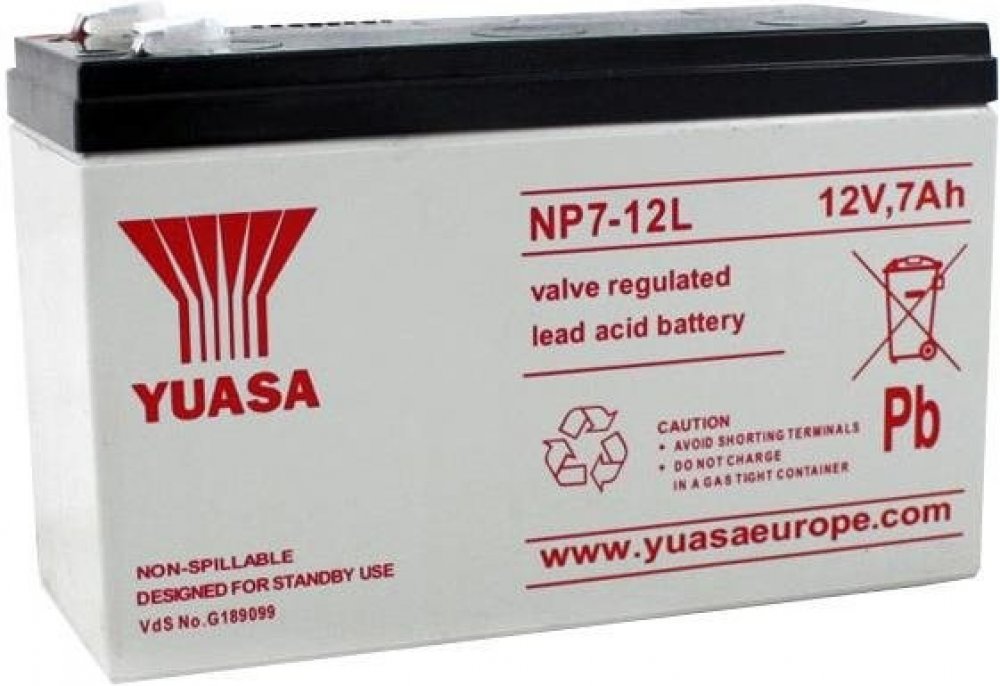 YUASA
NP7-12L 12V,7Ah
valve regulated
lead acid battery
Pb
CAUTION
• AVOID SHORTING TERMINALS
• DO NOT CHARGE
IN A GAS TIGHT CONTAINER
www.yuasaeurope.com
NON-SPILLABLE
DESIGNED FOR STANDBY USE
VdS No.G189099